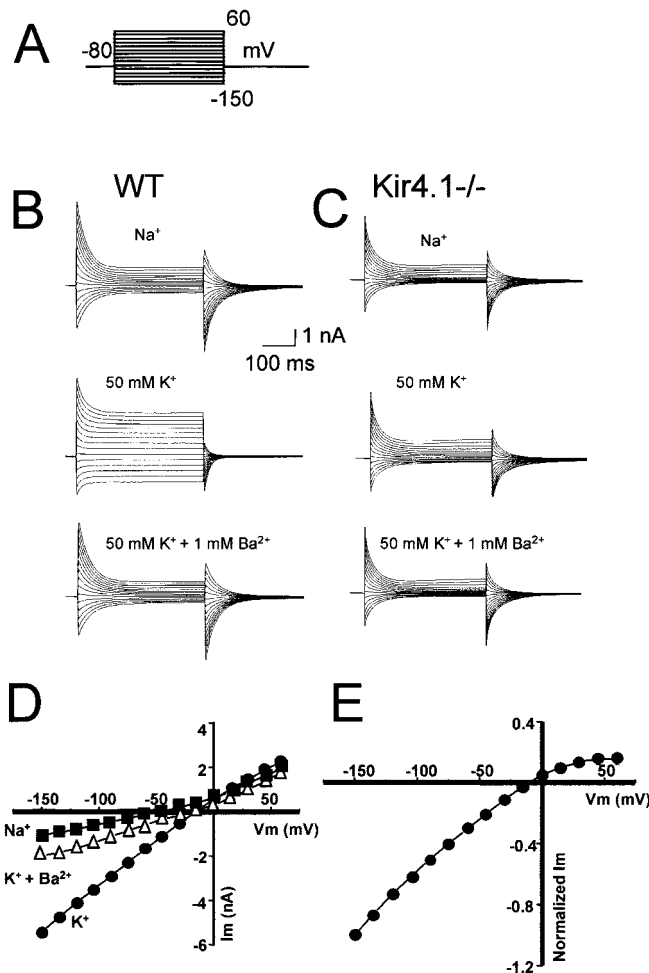 A
60
-80
mV
-150
WT
Kir4.1-/-
B
C
Na⁺
Na⁺
1 nA
100 ms
50 mM K⁺
50 mM K⁺
50 mM K⁺ + 1 mM Ba²⁺
50 mM K⁺ + 1 mM Ba²⁺
D
4
2
-150 -100 -50 50
Vm (mV)
Na⁺
K⁺ + Ba²⁺
K⁺
-2
-4
-6
Im (nA)
E
0.4
-150 -100 -50 0 50
Vm (mV)
-0.4
-0.8
-1.2
Normalized Im